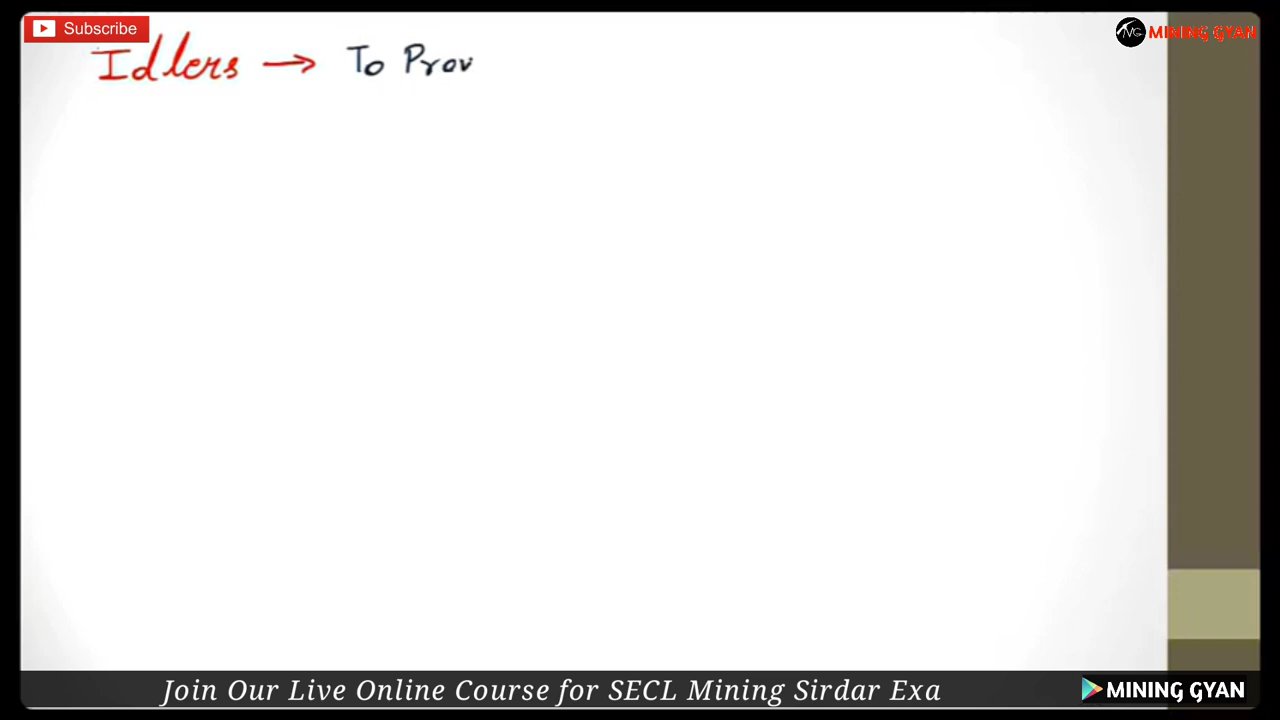 Subscribe
MINING GYAN
Idlers → To Prov
Join Our Live Online Course for SECL Mining Sirdar Exa
MINING GYAN